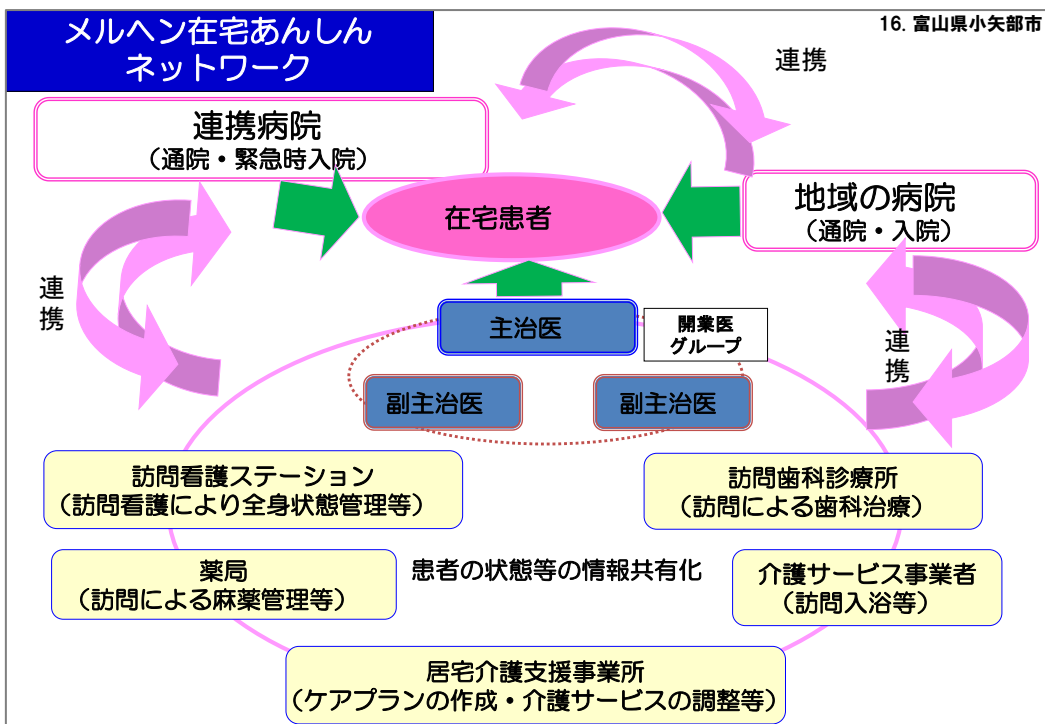 メルヘン在宅あんしん
ネットワーク
16. 富山県小矢部市
連携
連携病院
（通院・緊急時入院）
在宅患者
地域の病院
（通院・入院）
連携
連携
主治医
開業医
グループ
副主治医
副主治医
訪問看護ステーション
（訪問看護により全身状態管理等）
訪問歯科診療所
（訪問による歯科治療）
薬局
（訪問による麻薬管理等）
患者の状態等の情報共有化
介護サービス事業者
（訪問入浴等）
居宅介護支援事業所
（ケアプランの作成・介護サービスの調整等）